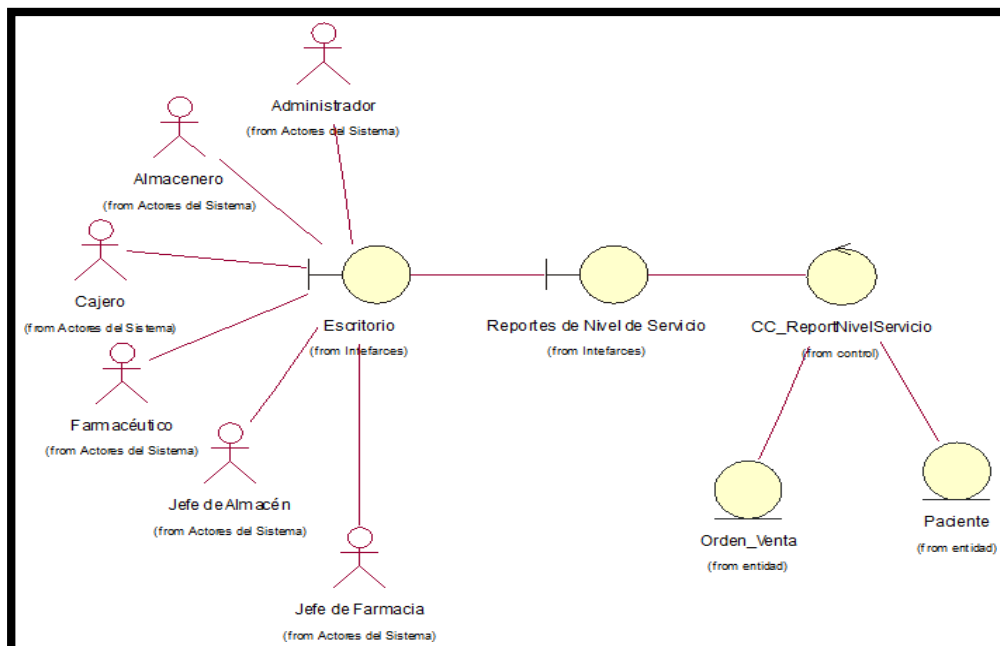 Administrador
(from Actores del Sistema)
Almacenero
(from Actores del Sistema)
Cajero
(from Actores del Sistema)
Escritorio
(from Intefarces)
Reportes de Nivel de Servicio
(from Intefarces)
CC_ReportNivelServicio
(from control)
Farmacéutico
(from Actores del Sistema)
Jefe de Almacén
(from Actores del Sistema)
Jefe de Farmacia
(from Actores del Sistema)
Orden_Venta
(from entidad)
Paciente
(from entidad)